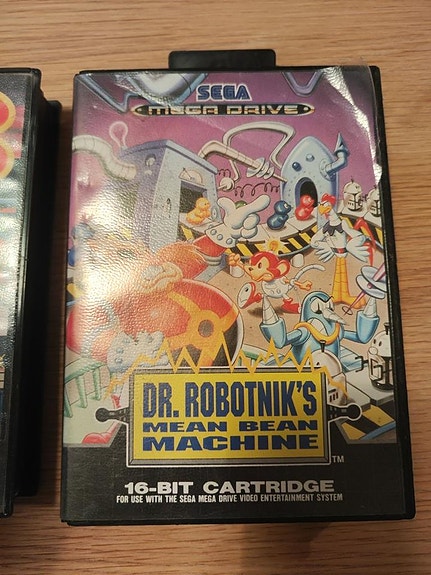 SEGA
MEGA DRIVE
DR. ROBOTNIK'S
MEAN BEAN
MACHINE
TM
16-BIT CARTRIDGE
FOR USE WITH THE SEGA MEGA DRIVE VIDEO ENTERTAINMENT SYSTEM